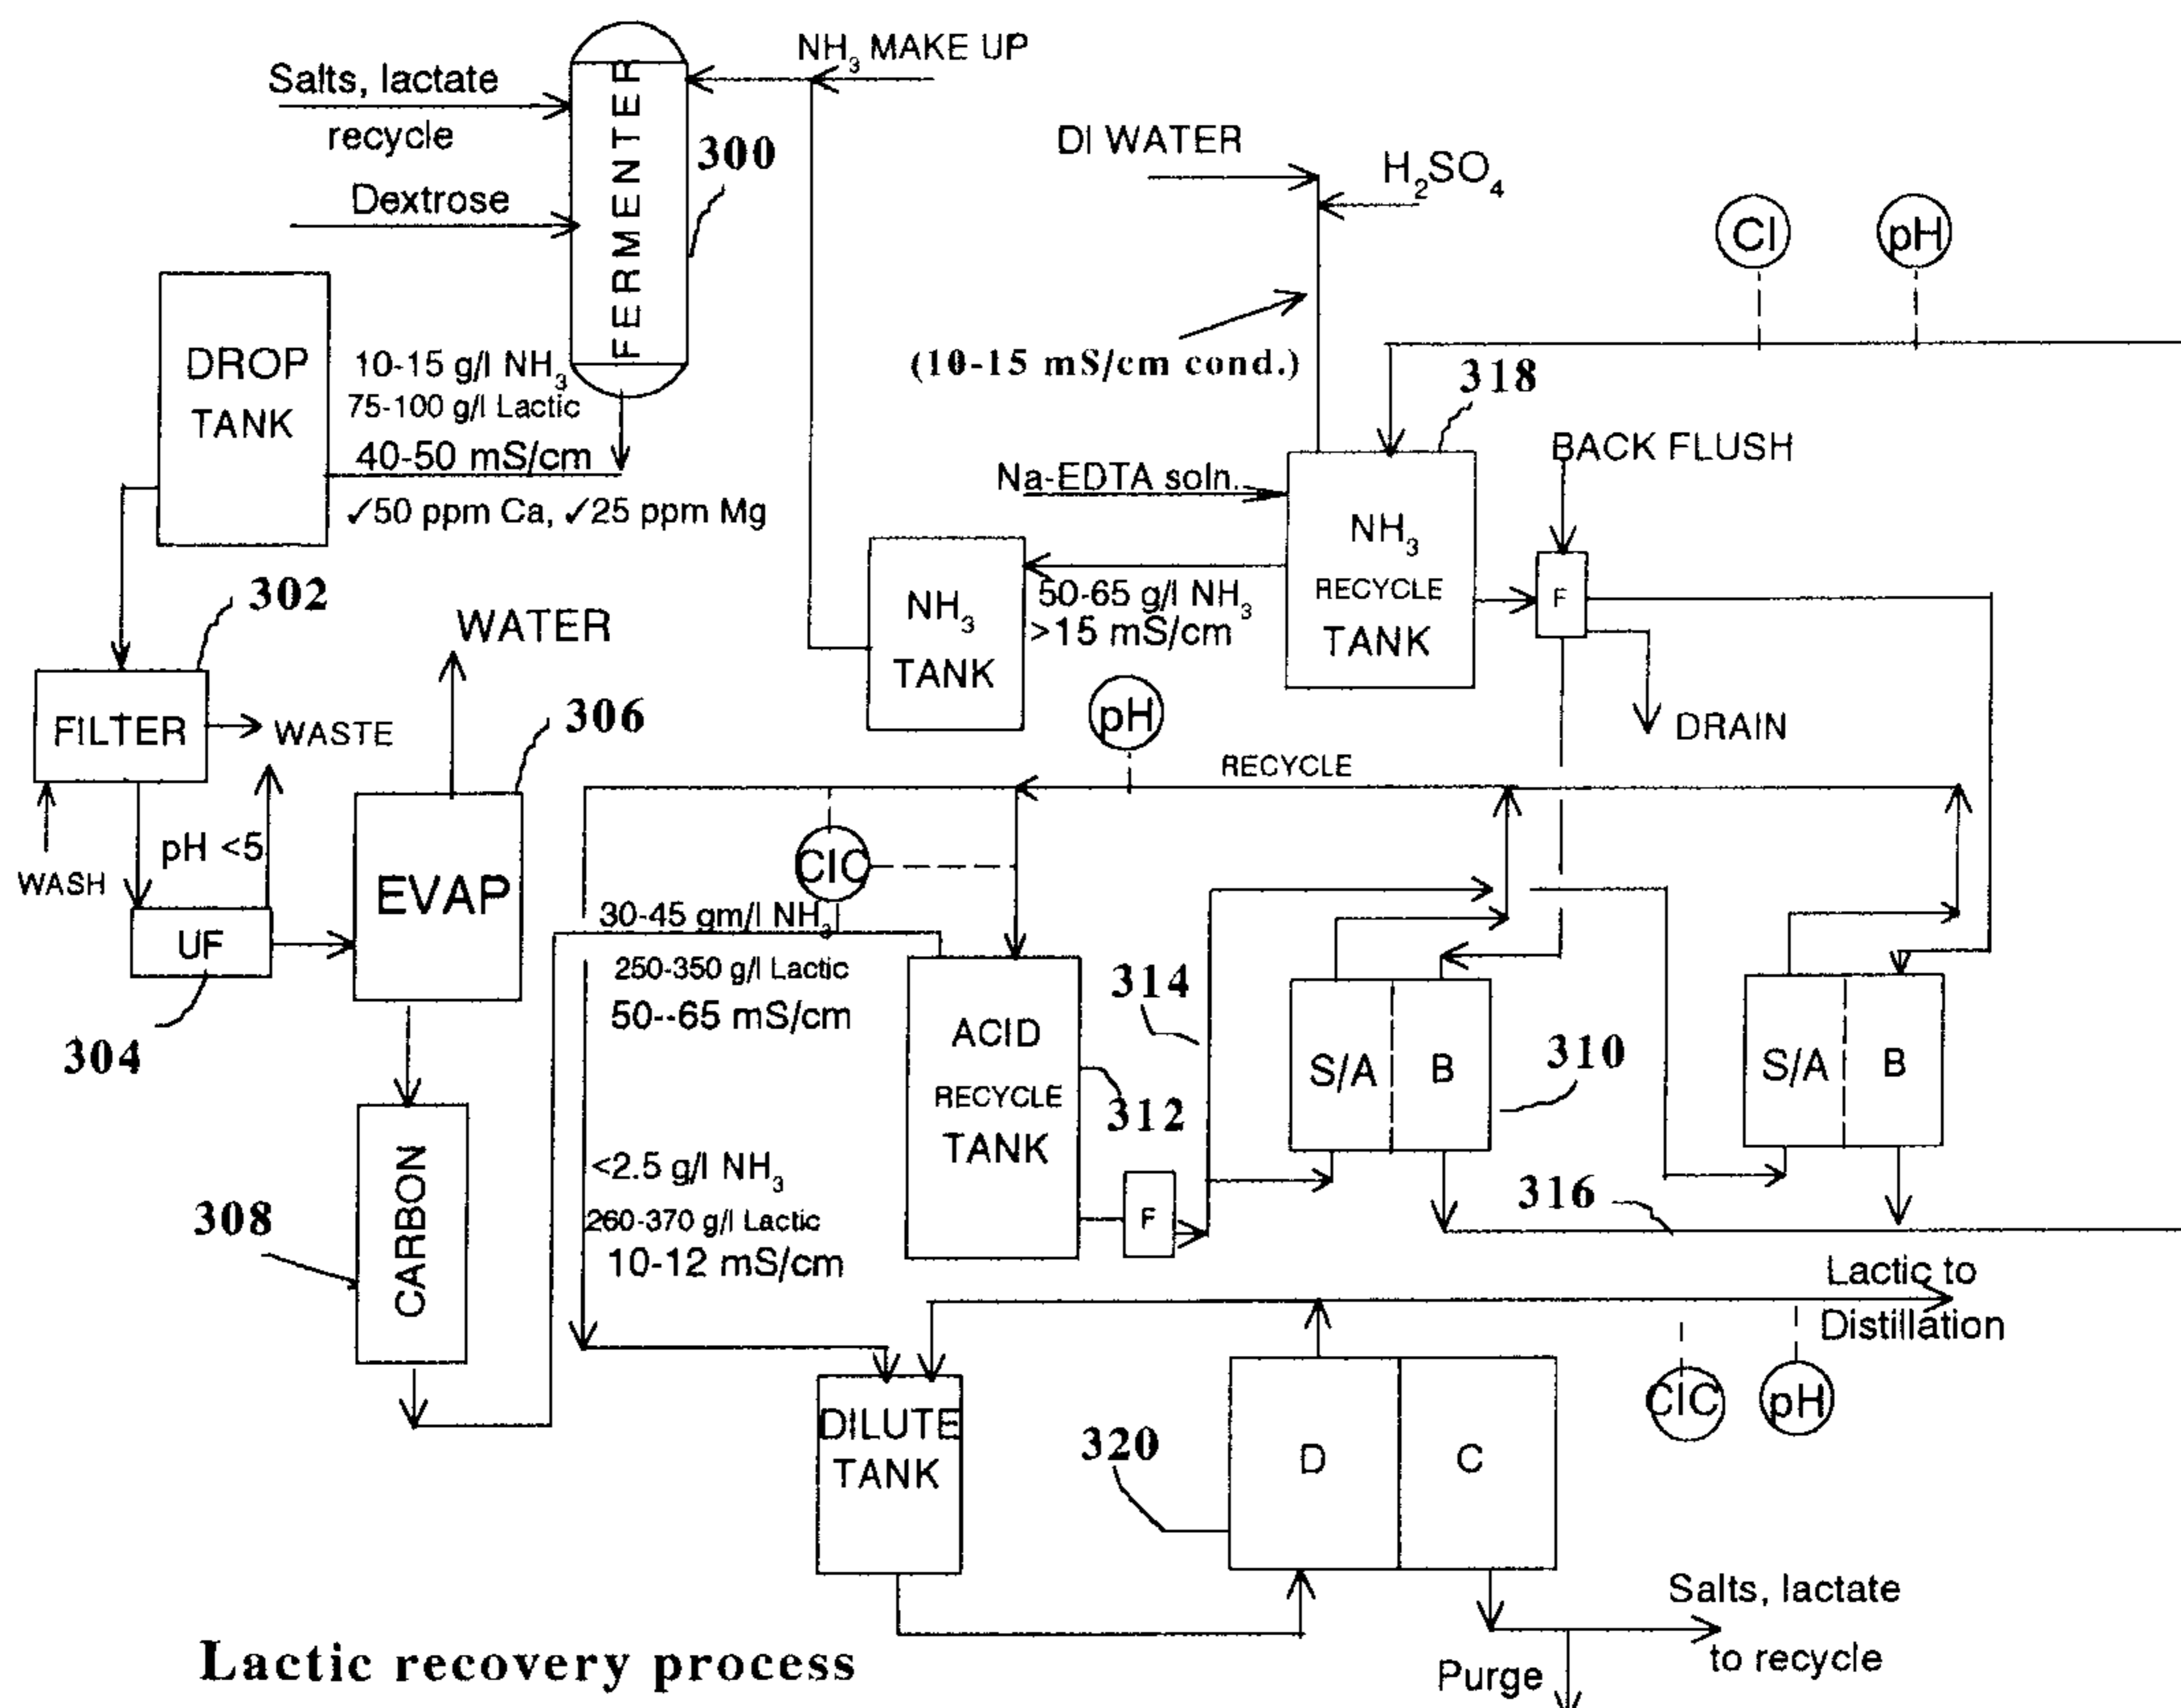 NH3 MAKE UP
Salts, lactate
recycle
FERMENTER
300
Dextrose
DI WATER
H2SO4
CI
pH
DROP
TANK
10-15 g/l NH3
75-100 g/l Lactic
40-50 mS/cm
✓50 ppm Ca, ✓25 ppm Mg
(10-15 mS/cm cond.)
318
BACK FLUSH
Na-EDTA soln.
NH3
RECYCLE
TANK
F
DRAIN
50-65 g/l NH3
>15 mS/cm
NH3
TANK
302
FILTER
WASTE
WASH
pH <5
UF
304
WATER
306
EVAP
pH
RECYCLE
CIC
30-45 gm/l NH3
250-350 g/l Lactic
50--65 mS/cm
ACID
RECYCLE
TANK
312
F
314
S/A
B
310
S/A
B
316
308
CARBON
<2.5 g/l NH3
260-370 g/l Lactic
10-12 mS/cm
Lactic to
Distillation
CIC
pH
DILUTE
TANK
320
D
C
Salts, lactate
to recycle
Purge
Lactic recovery process